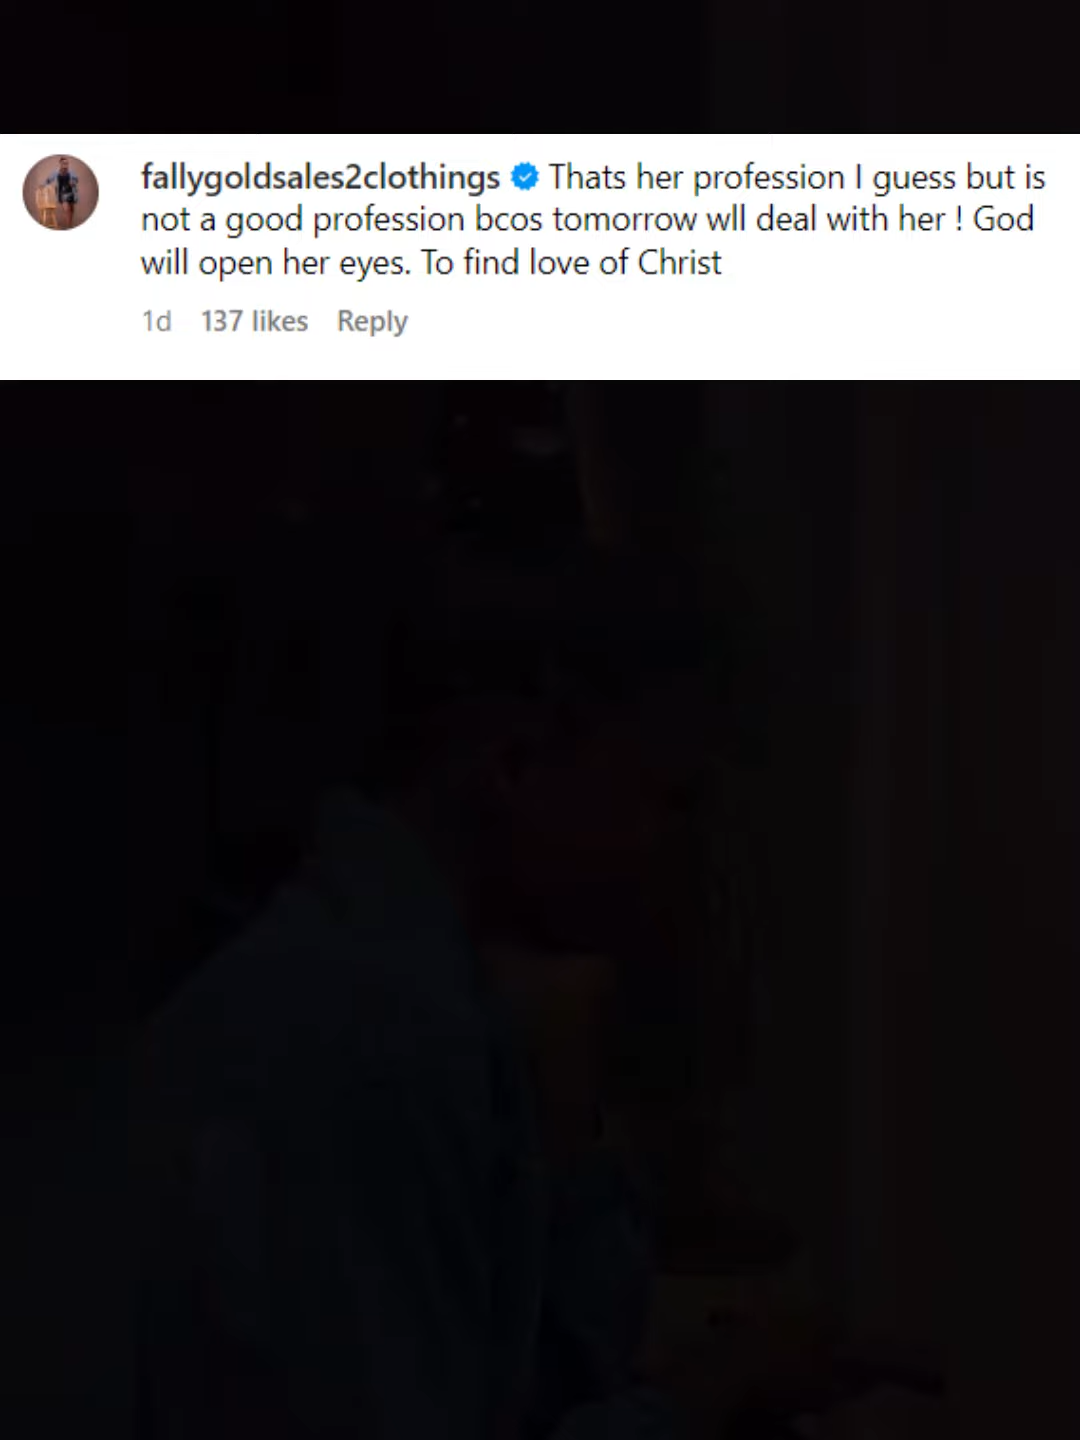 fallygoldsales2clothings Thats her profession I guess but is
not a good profession bcos tomorrow wll deal with her ! God
will open her eyes. To find love of Christ
1d 137 likes Reply